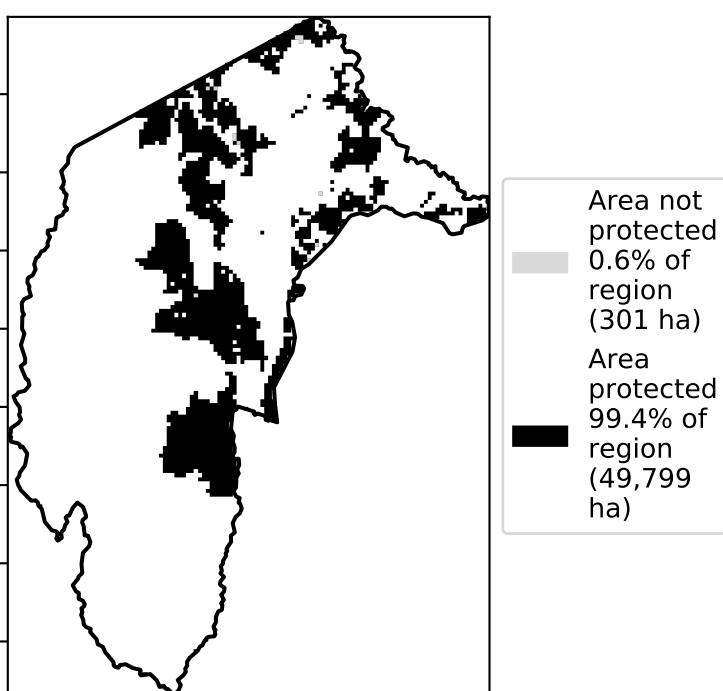 Area not
protected
0.6% of
region
(301 ha)
Area
protected
99.4% of
region
(49,799
ha)